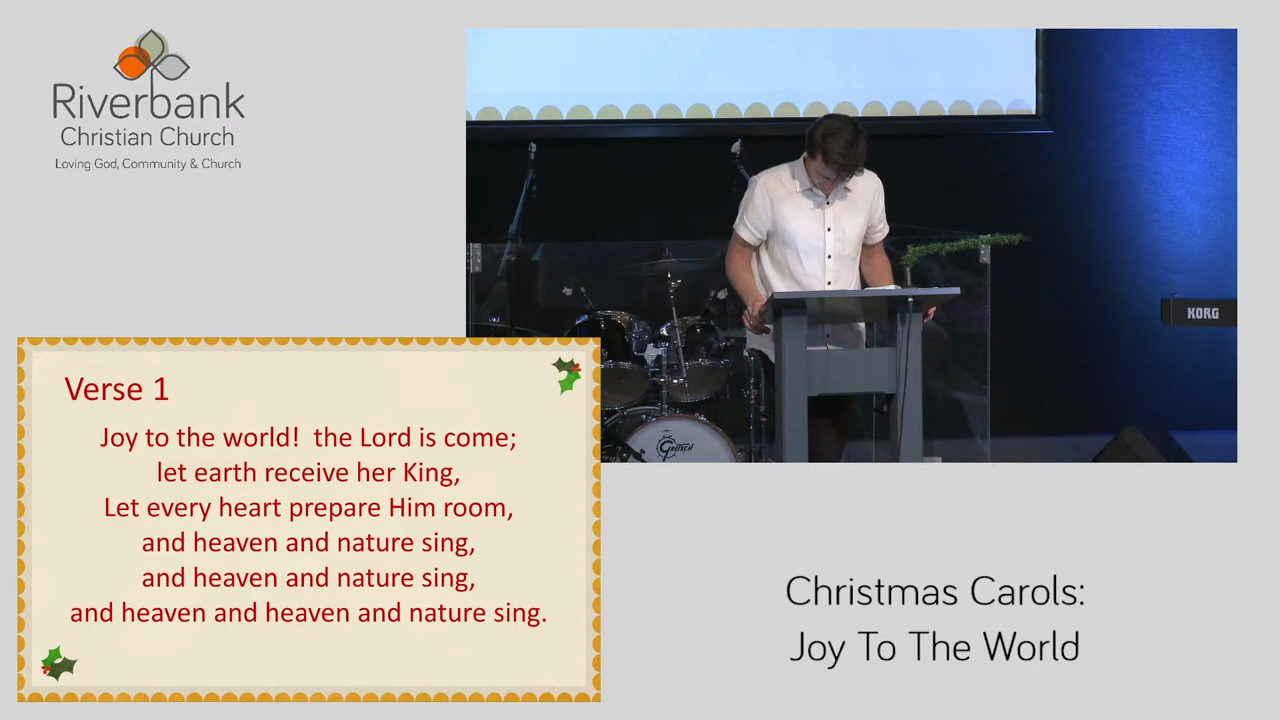 Riverbank
Christian Church
Loving God, Community & Church
KORG
GRETSCH
Verse 1
Joy to the world!  the Lord is come;
let earth receive her King,
Let every heart prepare Him room,
and heaven and nature sing,
and heaven and nature sing,
and heaven and heaven and nature sing.
Christmas Carols:
Joy To The World